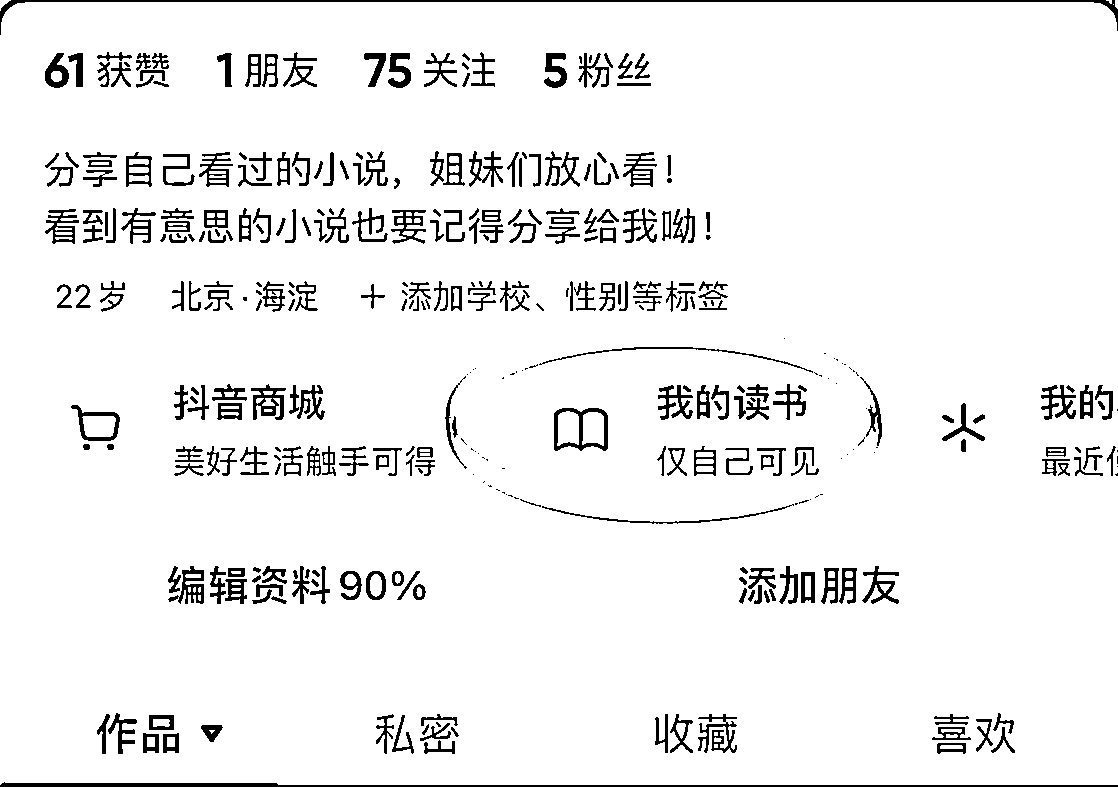 61 获赞 1 朋友 75 关注 5 粉丝
分享自己看过的小说，姐妹们放心看！
看到有意思的小说也要记得分享给我呦！
22岁 北京·海淀 + 添加学校、性别等标签
抖音商城 我的读书 我的
美好生活触手可得 仅自己可见 最近
编辑资料 90% 添加朋友
作品 私密 收藏 喜欢